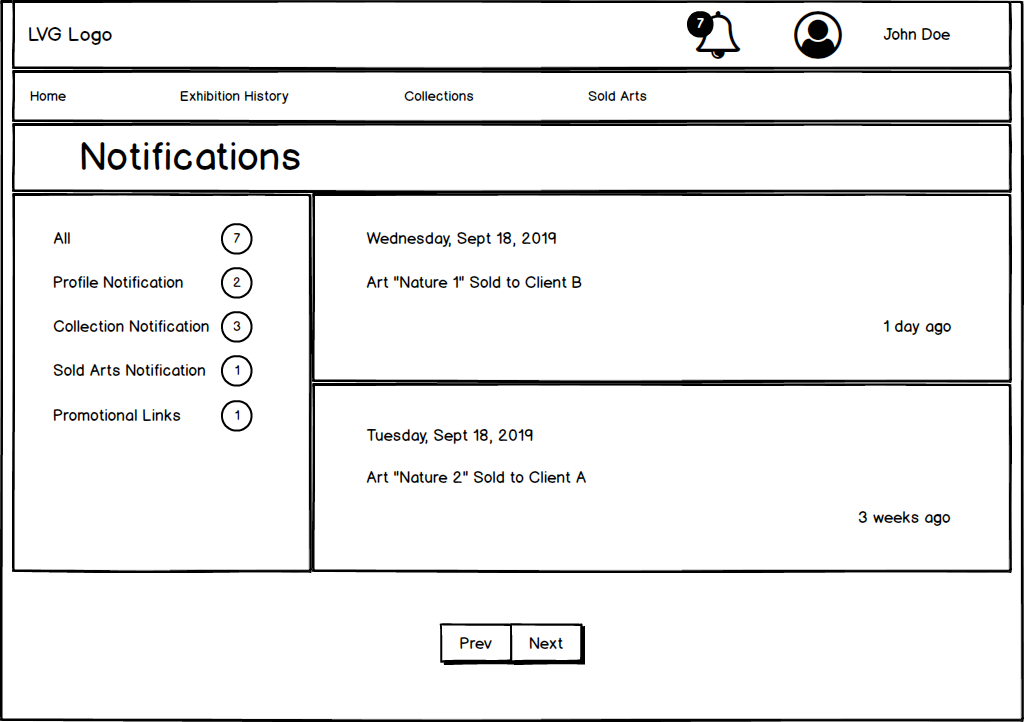 LVG Logo
7
John Doe
Home Exhibition History Collections Sold Arts
Notifications
All 7
Profile Notification 2
Collection Notification 3
Sold Arts Notification 1
Promotional Links 1
Wednesday, Sept 18, 2019
Art "Nature 1" Sold to Client B
1 day ago
Tuesday, Sept 18, 2019
Art "Nature 2" Sold to Client A
3 weeks ago
Prev Next